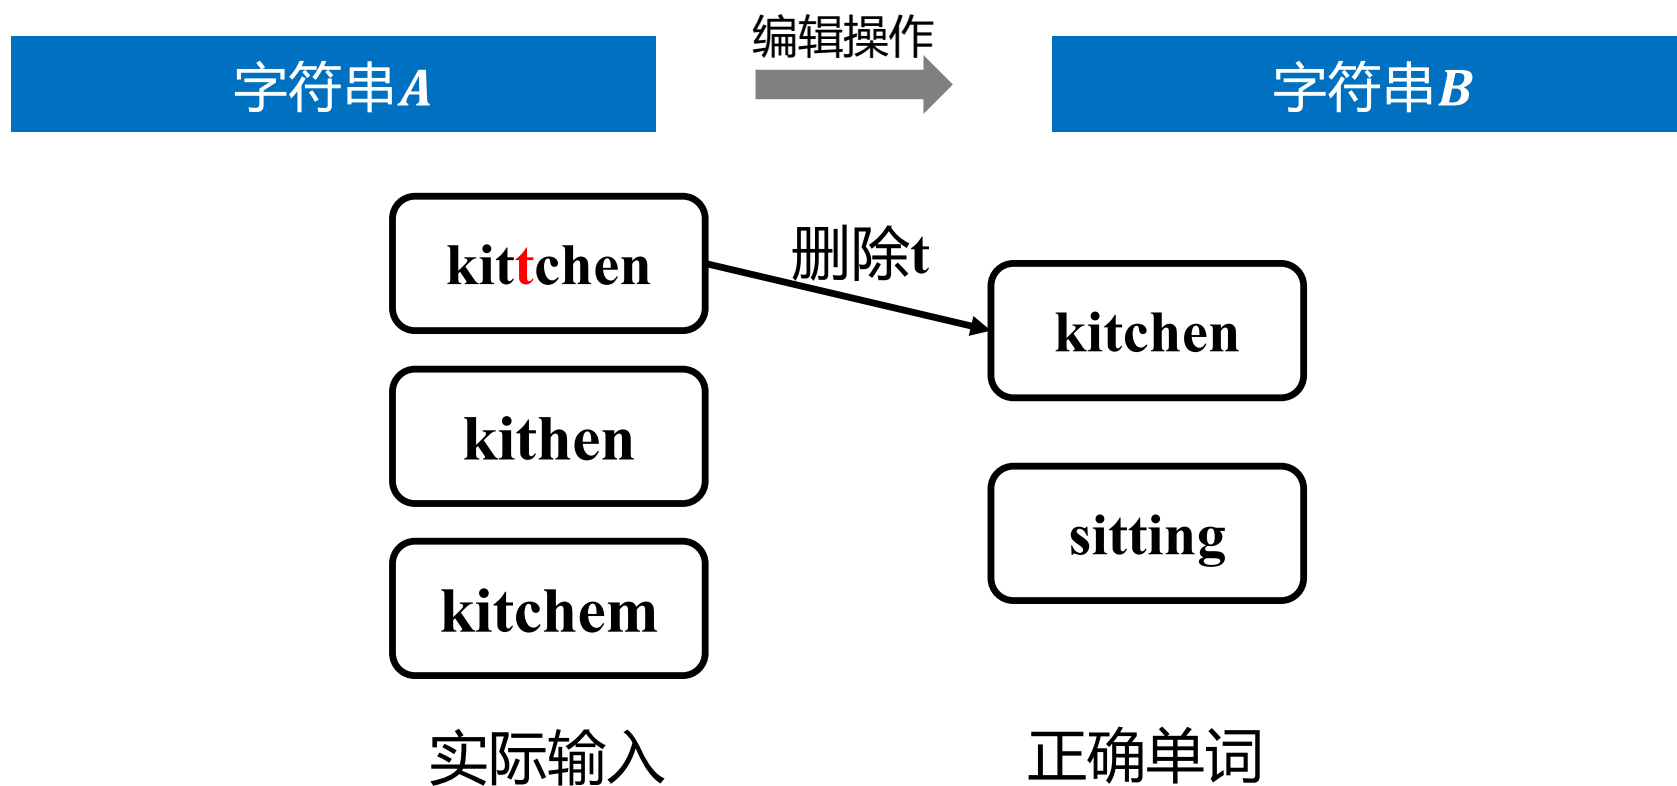 编辑操作
字符串A
字符串B
kittchen
删除t
kitchen
kithen
sitting
kitchem
实际输入
正确单词